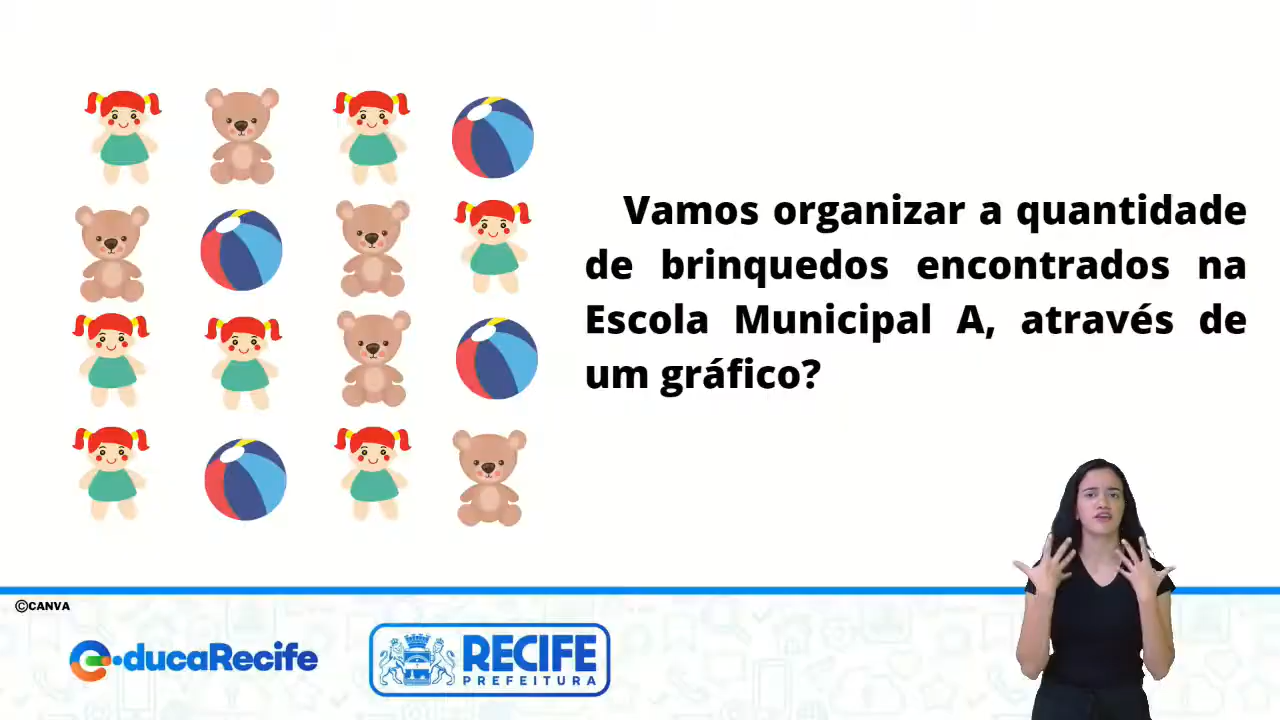 Vamos organizar a quantidade
de brinquedos encontrados na
Escola Municipal A, através de
um gráfico?
©CANVA
educaRecife
RECIFE
PREFEITURA